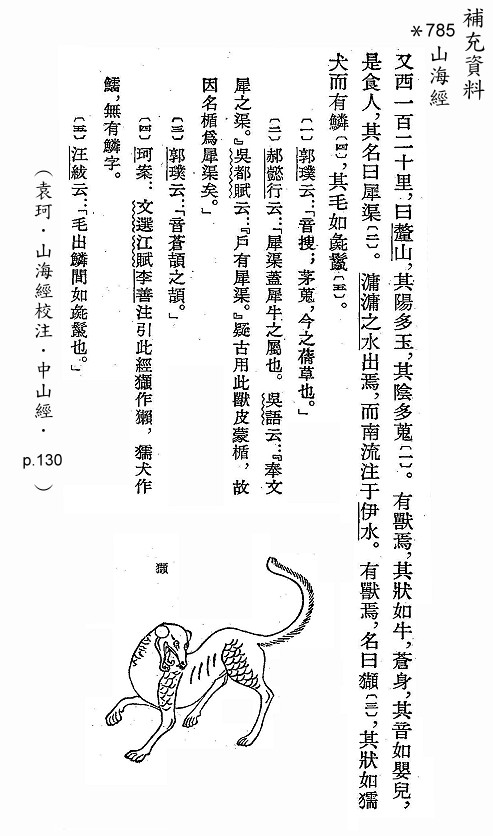 補充資料
*785
山海經
又西一百二十里，曰釐山，其陽多玉，其陰多蒐〔一〕。有獸焉，其狀如牛，蒼身，其音如嬰兒，
是食人，其名曰犀渠〔二〕。滽滽之水出焉，而南流注于伊水。有獸焉，名曰𤢺〔三〕，其狀如獳
犬而有鱗〔四〕，其毛如彘鬣〔五〕。
〔一〕郭璞云：「音搜；茅蒐，今之蒨草也。」
〔二〕郝懿行云：「犀渠蓋犀牛之屬也。吳語云：『奉文
犀之渠。』吳都賦云：『戶有犀渠。』疑古用此獸皮蒙楯，故
因名楯爲犀渠矣。」
〔三〕郭璞云：「音蒼頡之頡。」
〔四〕珂案：文選江賦李善注引此經𤢺作獺，獳犬作
鱬，無有鱗字。
〔五〕汪紱云：「毛出鱗間如彘鬣也。」
（袁珂．山海經校注．中山經．
p.130
）
𤢺